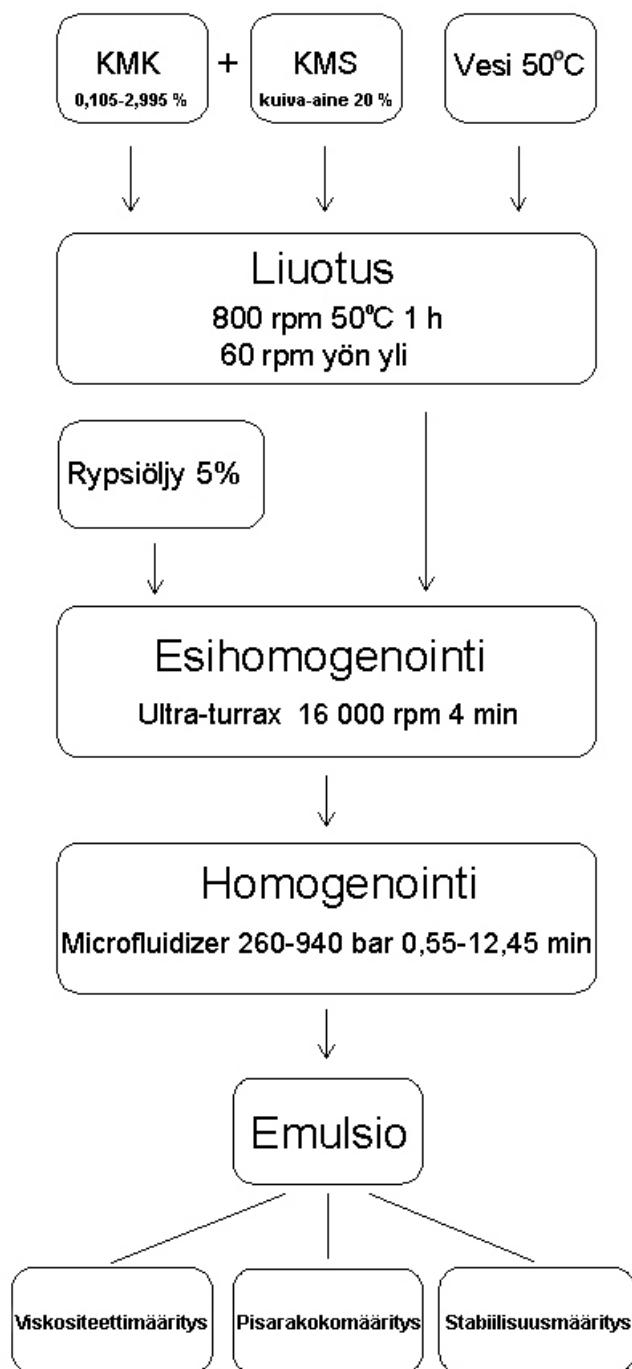 KMK + KMS
0,105-2,995 %
kuiva-aine 20 %
Vesi 50°C
Liuotus
800 rpm 50°C 1 h
60 rpm yön yli
Rypsiöljy 5%
Esihomogenointi
Ultra-turrax 16 000 rpm 4 min
Homogenointi
Microfluidizer 260-940 bar 0,55-12,45 min
Emulsio
Viskositeettimääritys
Pisarakokomääritys
Stabiilisuusmääritys